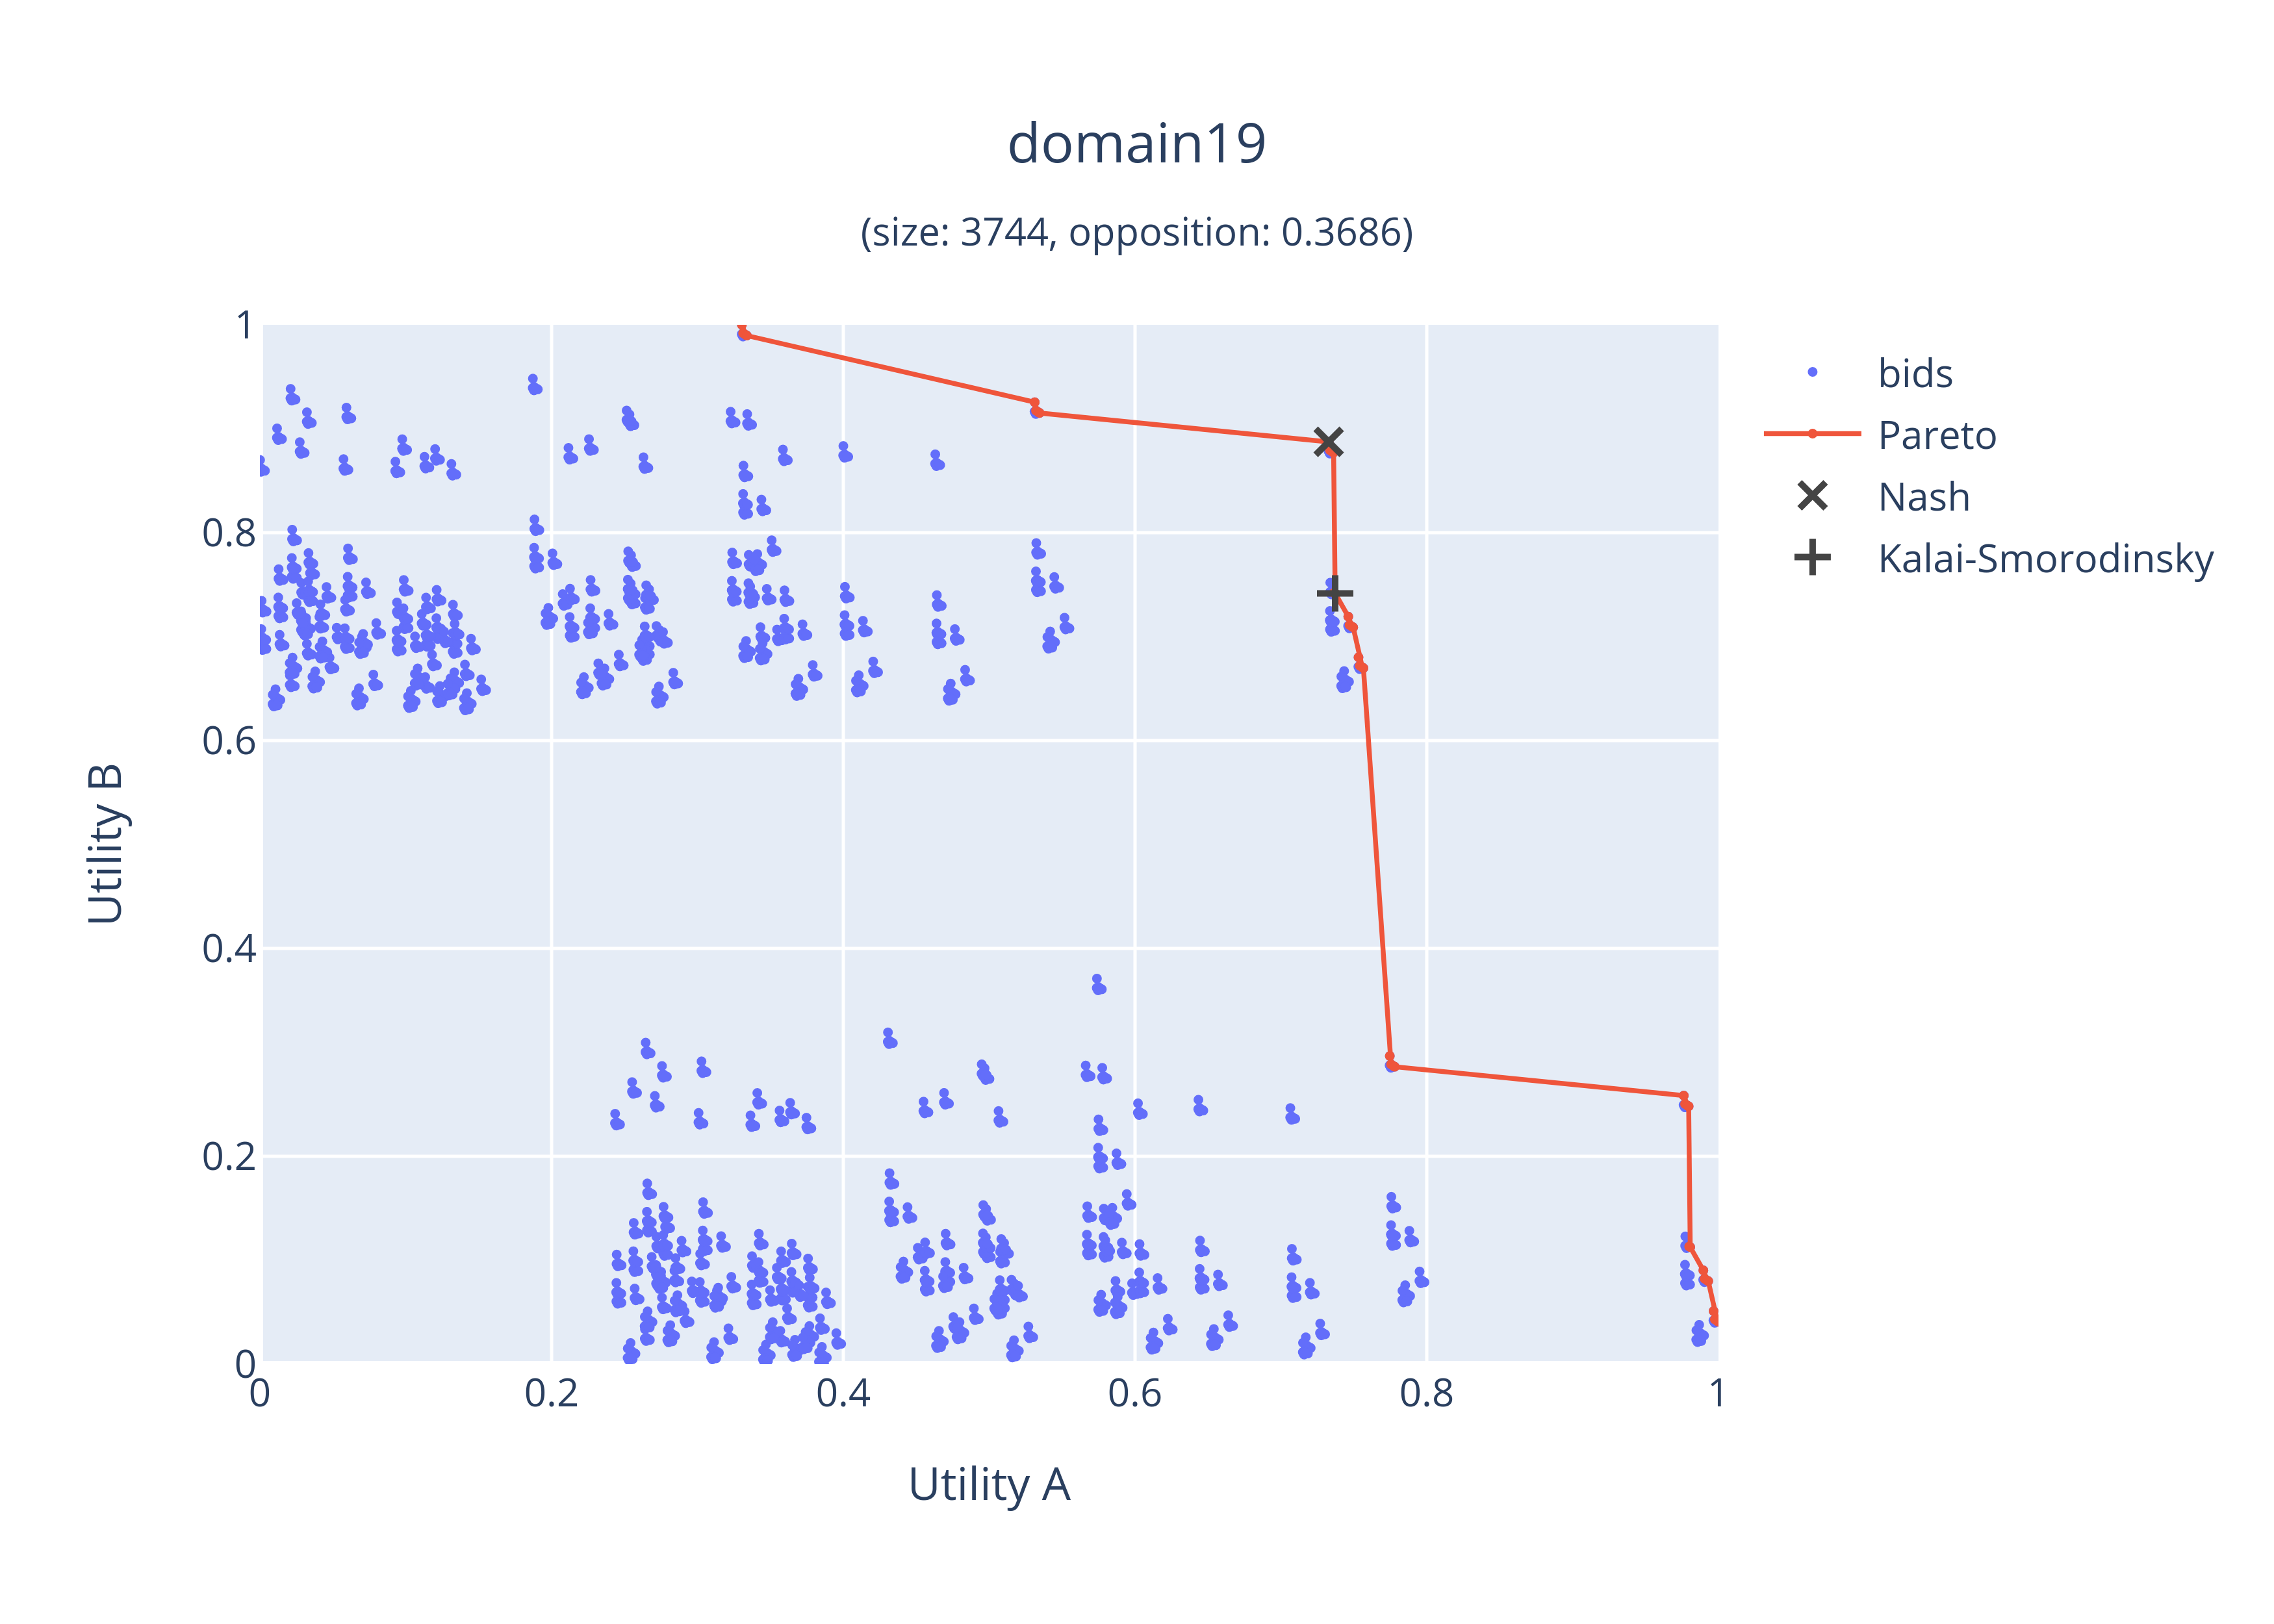 domain19
(size: 3744, opposition: 0.3686)
1
0.8
0.6
0.4
0.2
0
0
0.2
0.4
0.6
0.8
1
Utility A
Utility B
bids
Pareto
Nash
Kalai-Smorodinsky